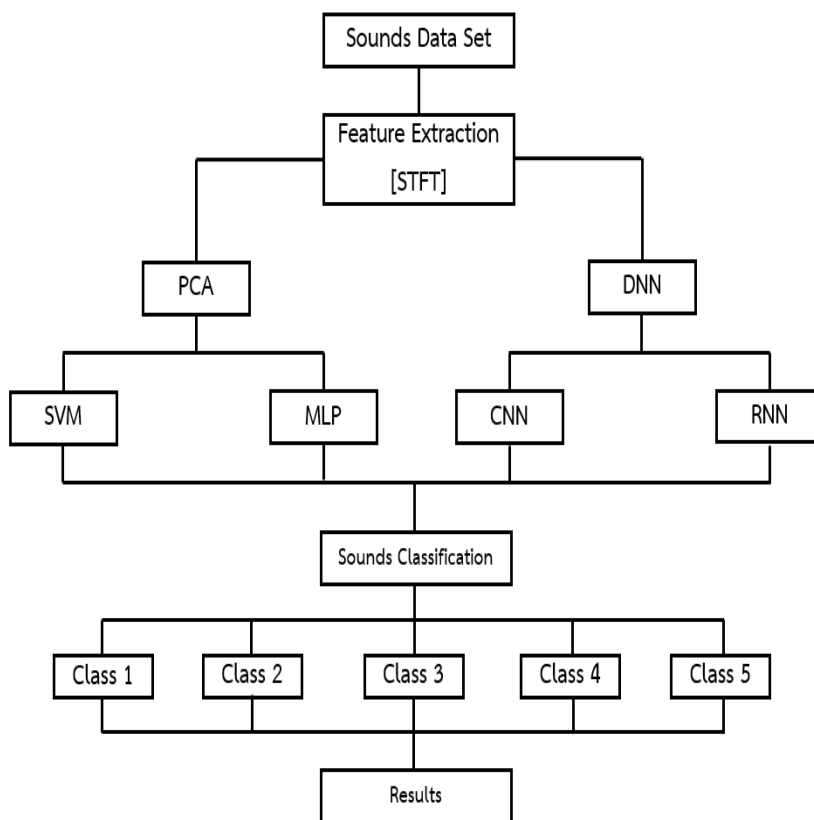 Sounds Data Set
Feature Extraction
[STFT]
PCA
DNN
SVM
MLP
CNN
RNN
Sounds Classification
Class 1
Class 2
Class 3
Class 4
Class 5
Results